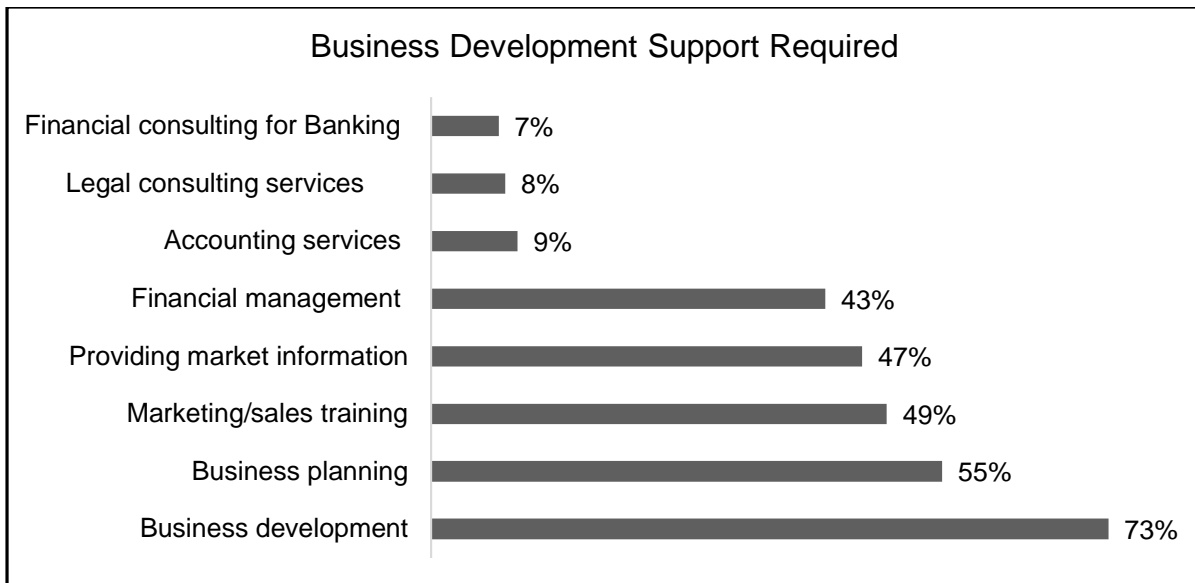 Business Development Support Required
Financial consulting for Banking 7%
Legal consulting services 8%
Accounting services 9%
Financial management 43%
Providing market information 47%
Marketing/sales training 49%
Business planning 55%
Business development 73%